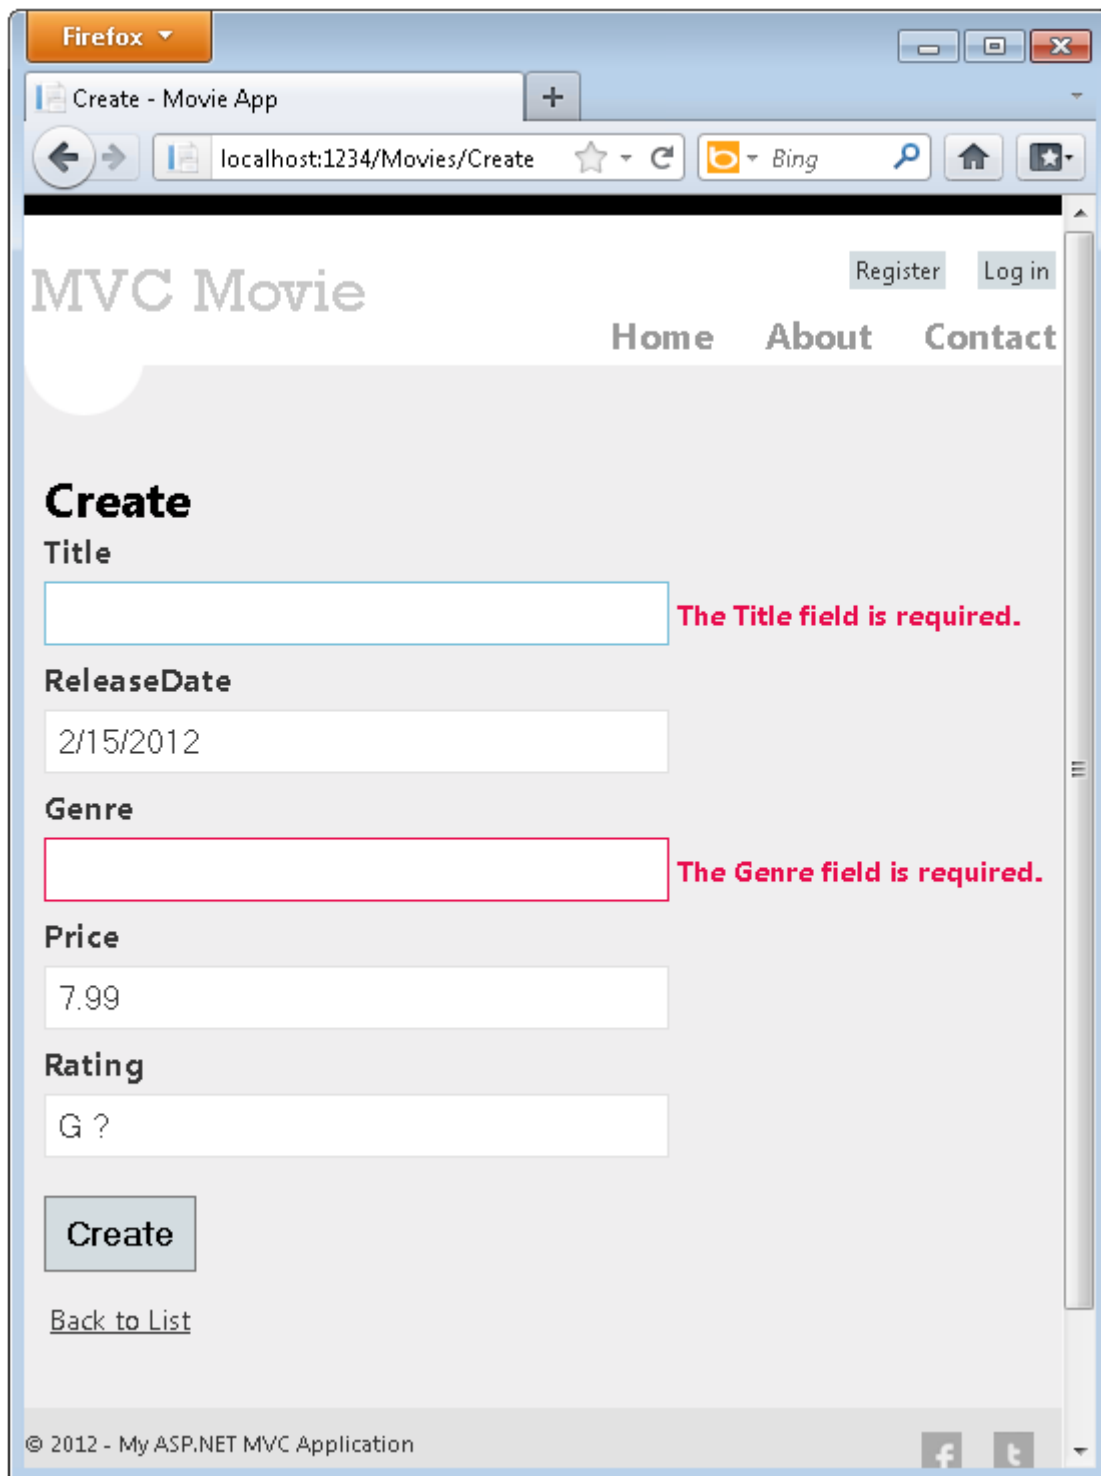 Firefox
Create - Movie App
localhost:1234/Movies/Create
Bing
MVC Movie
Register Log in
Home About Contact
Create
Title
The Title field is required.
ReleaseDate
2/15/2012
Genre
The Genre field is required.
Price
7.99
Rating
G ?
Create
Back to List
© 2012 - My ASP.NET MVC Application